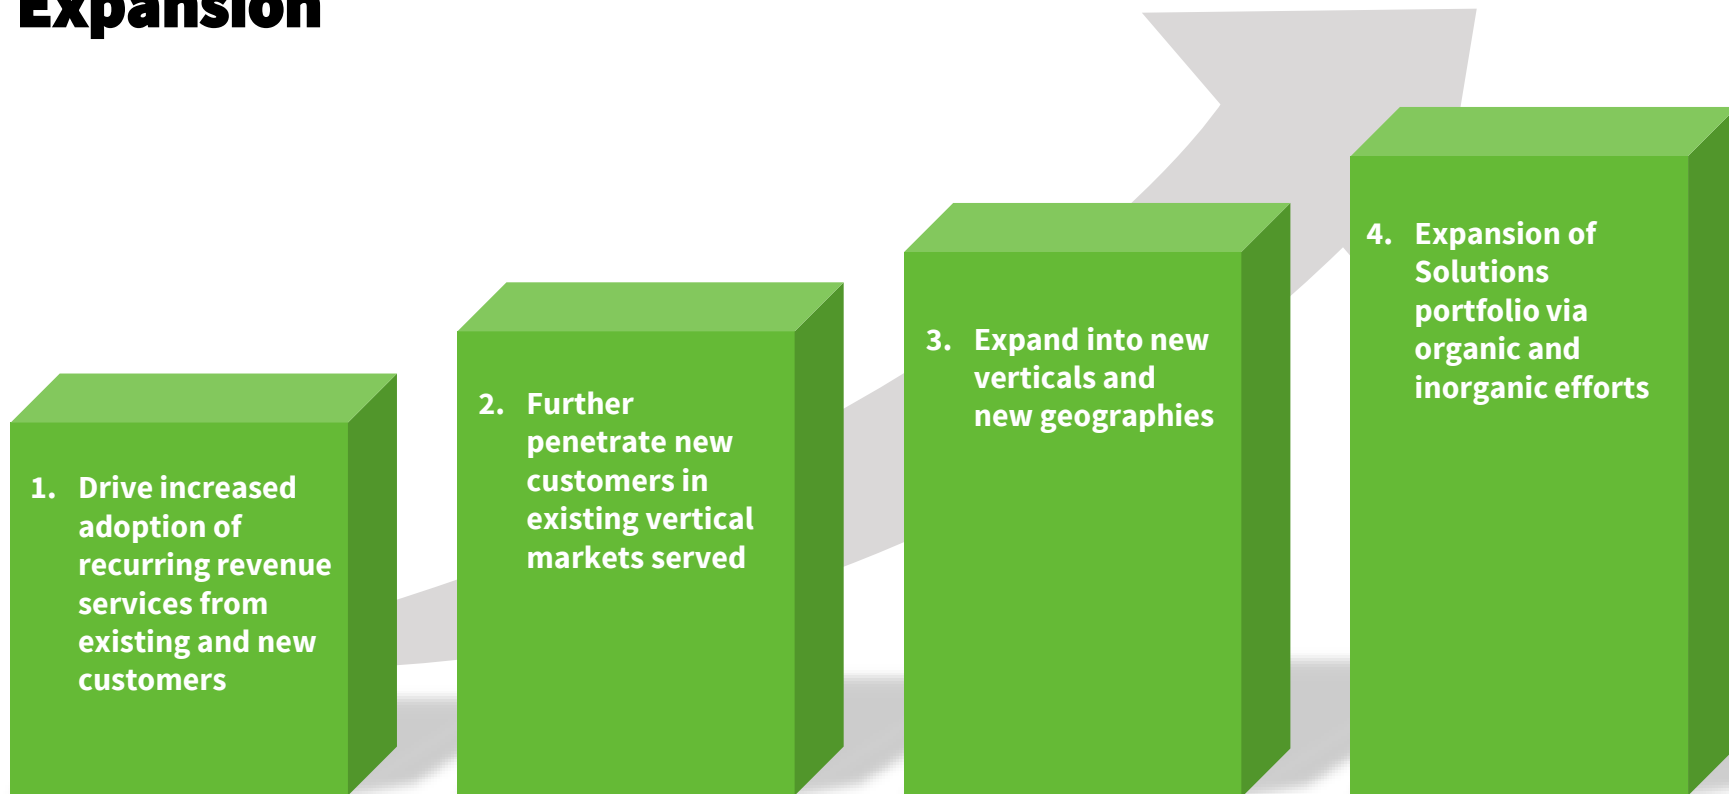 Expansion
1. Drive increased
adoption of
recurring revenue
services from
existing and new
customers
2. Further
penetrate new
customers in
existing vertical
markets served
3. Expand into new
verticals and
new geographies
4. Expansion of
Solutions
portfolio via
organic and
inorganic efforts